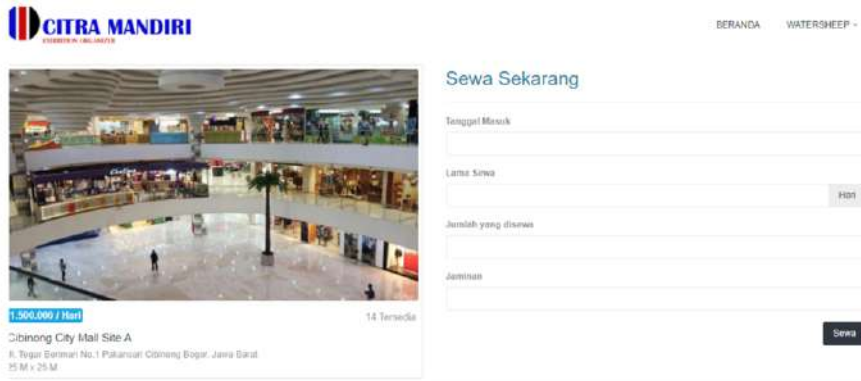 CITRA MANDIRI
EXHIBITION ORGANIZER
BERANDA
WATERSHEEP
Sewa Sekarang
Tanggal Masuk
Lama Sewa
Hari
Jumlah yang disewa
Jaminan
Sewa
1.500.000 / Hari
14 Tersedia
Cibinong City Mall Site A
Jl. Tegar Beriman No.1 Pakansari Cibinong Bogor, Jawa Barat
25 M x 25 M